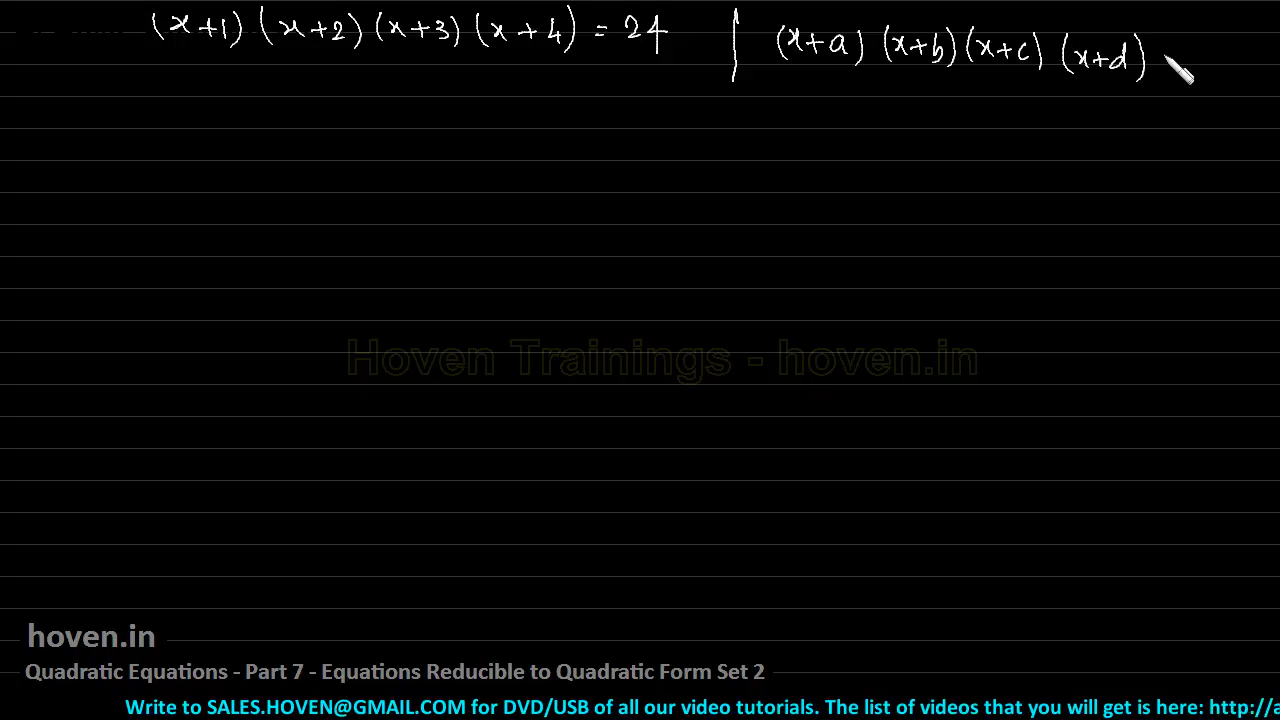 (x+1) (x+2) (x+3) (x+4) = 24 | (x+a) (x+b) (x+c) (x+d)
Hoven Trainings - hoven.in
hoven.in
Quadratic Equations - Part 7 - Equations Reducible to Quadratic Form Set 2
Write to SALES.HOVEN@GMAIL.COM for DVD/USB of all our video tutorials. The list of videos that you will get is here: http://a